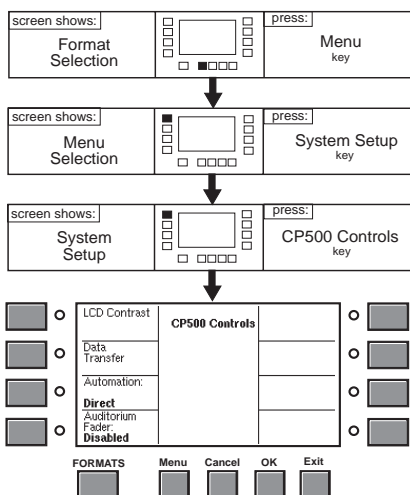 screen shows:
Format
Selection
press:
Menu
key
screen shows:
Menu
Selection
press:
System Setup
key
screen shows:
System
Setup
press:
CP500 Controls
key
LCD Contrast
CP500 Controls
Data
Transfer
Automation:
Direct
Auditorium
Fader:
Disabled
FORMATS
Menu
Cancel
OK
Exit